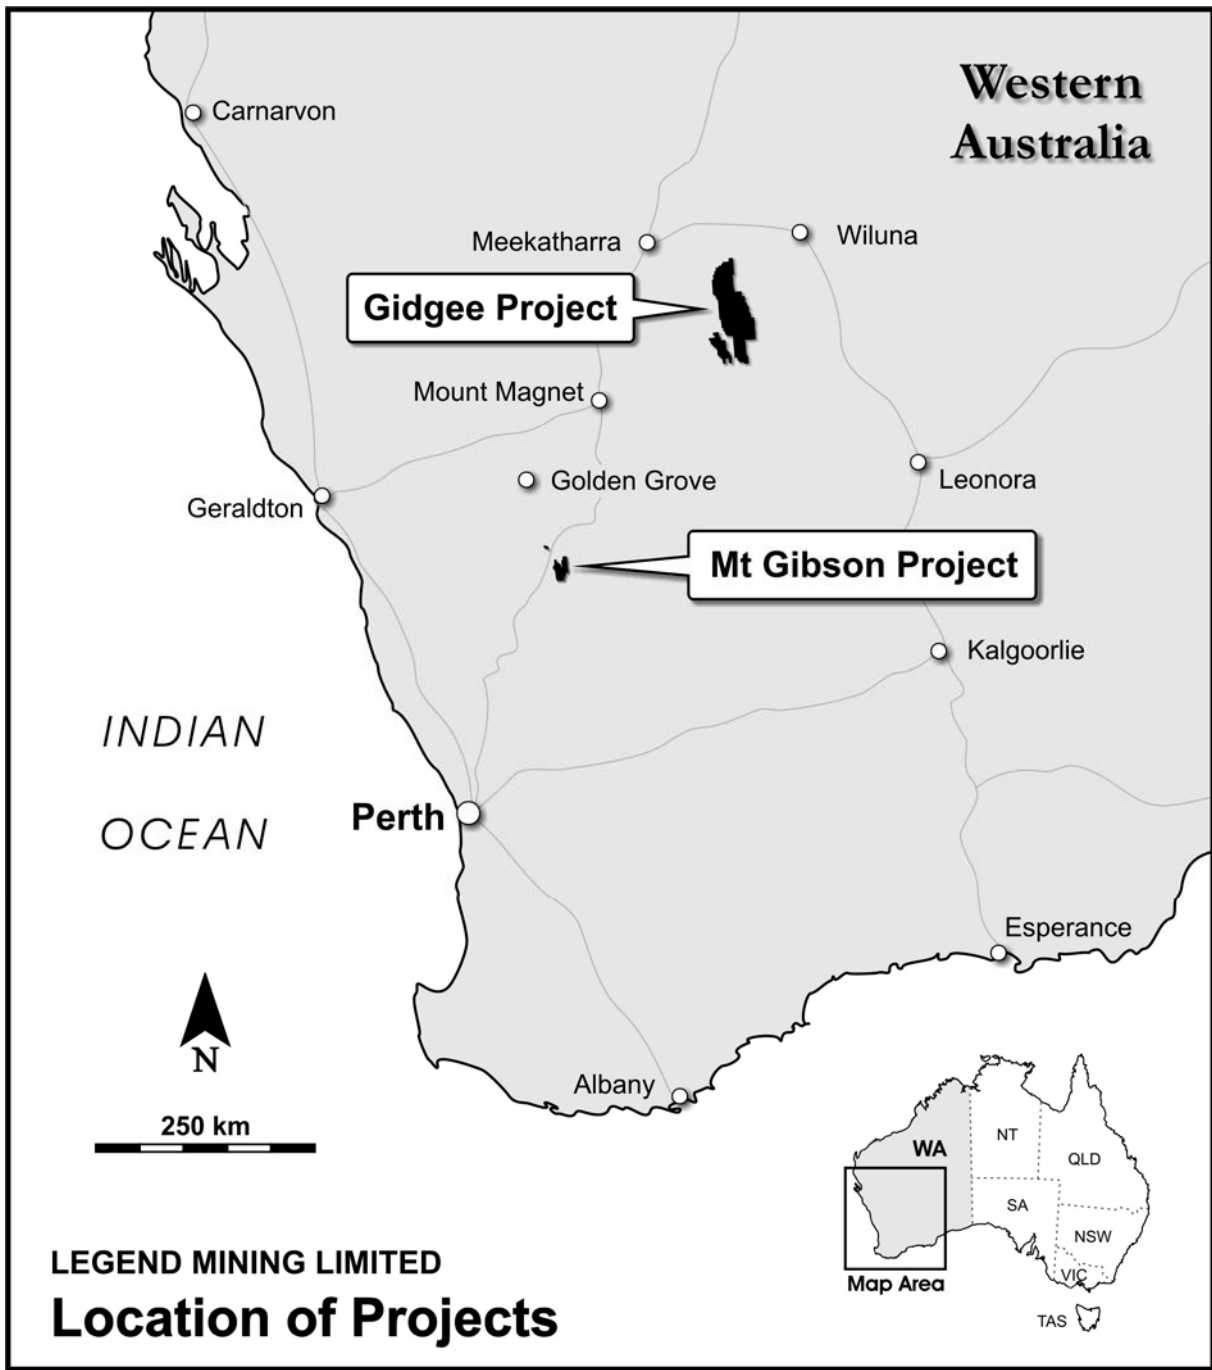 Western
Australia
Carnarvon
Meekatharra
Wiluna
Gidgee Project
Mount Magnet
Golden Grove
Leonora
Geraldton
Mt Gibson Project
Kalgoorlie
INDIAN
OCEAN
Perth
Esperance
N
Albany
250 km
WA
NT
QLD
SA
NSW
VIC
Map Area
TAS
LEGEND MINING LIMITED
Location of Projects